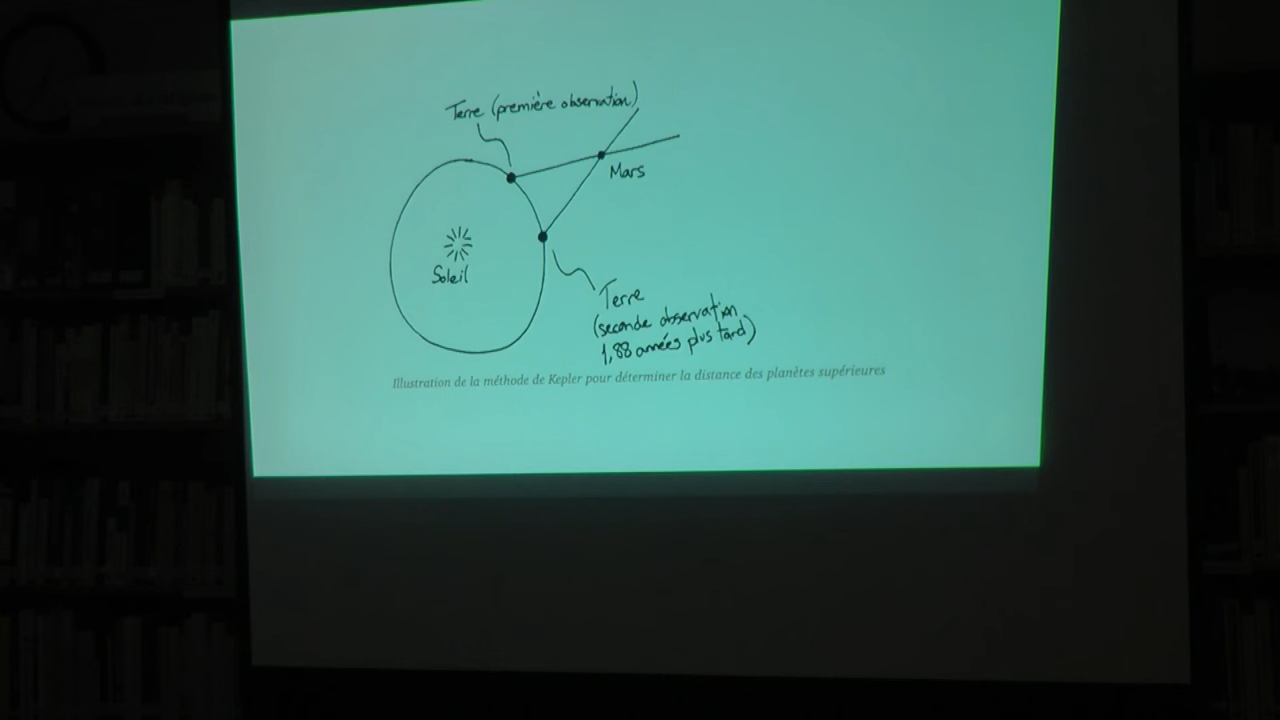 Terre (première observation)
Mars
Soleil
Terre
(seconde observation
1,88 années plus tard)
Illustration de la méthode de Kepler pour déterminer la distance des planètes supérieures